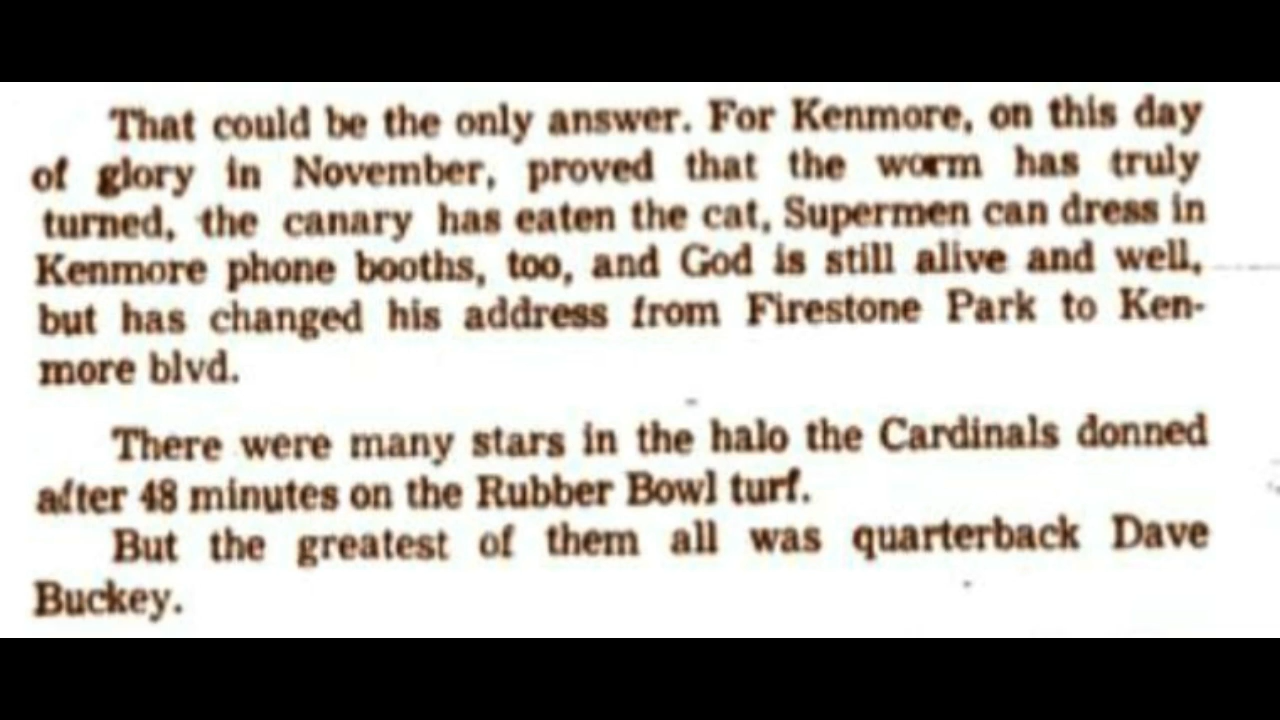 That could be the only answer. For Kenmore, on this day
of glory in November, proved that the worm has truly
turned, the canary has eaten the cat, Supermen can dress in
Kenmore phone booths, too, and God is still alive and well,
but has changed his address from Firestone Park to Ken-
more blvd.
There were many stars in the halo the Cardinals donned
after 48 minutes on the Rubber Bowl turf.
But the greatest of them all was quarterback Dave
Buckey.